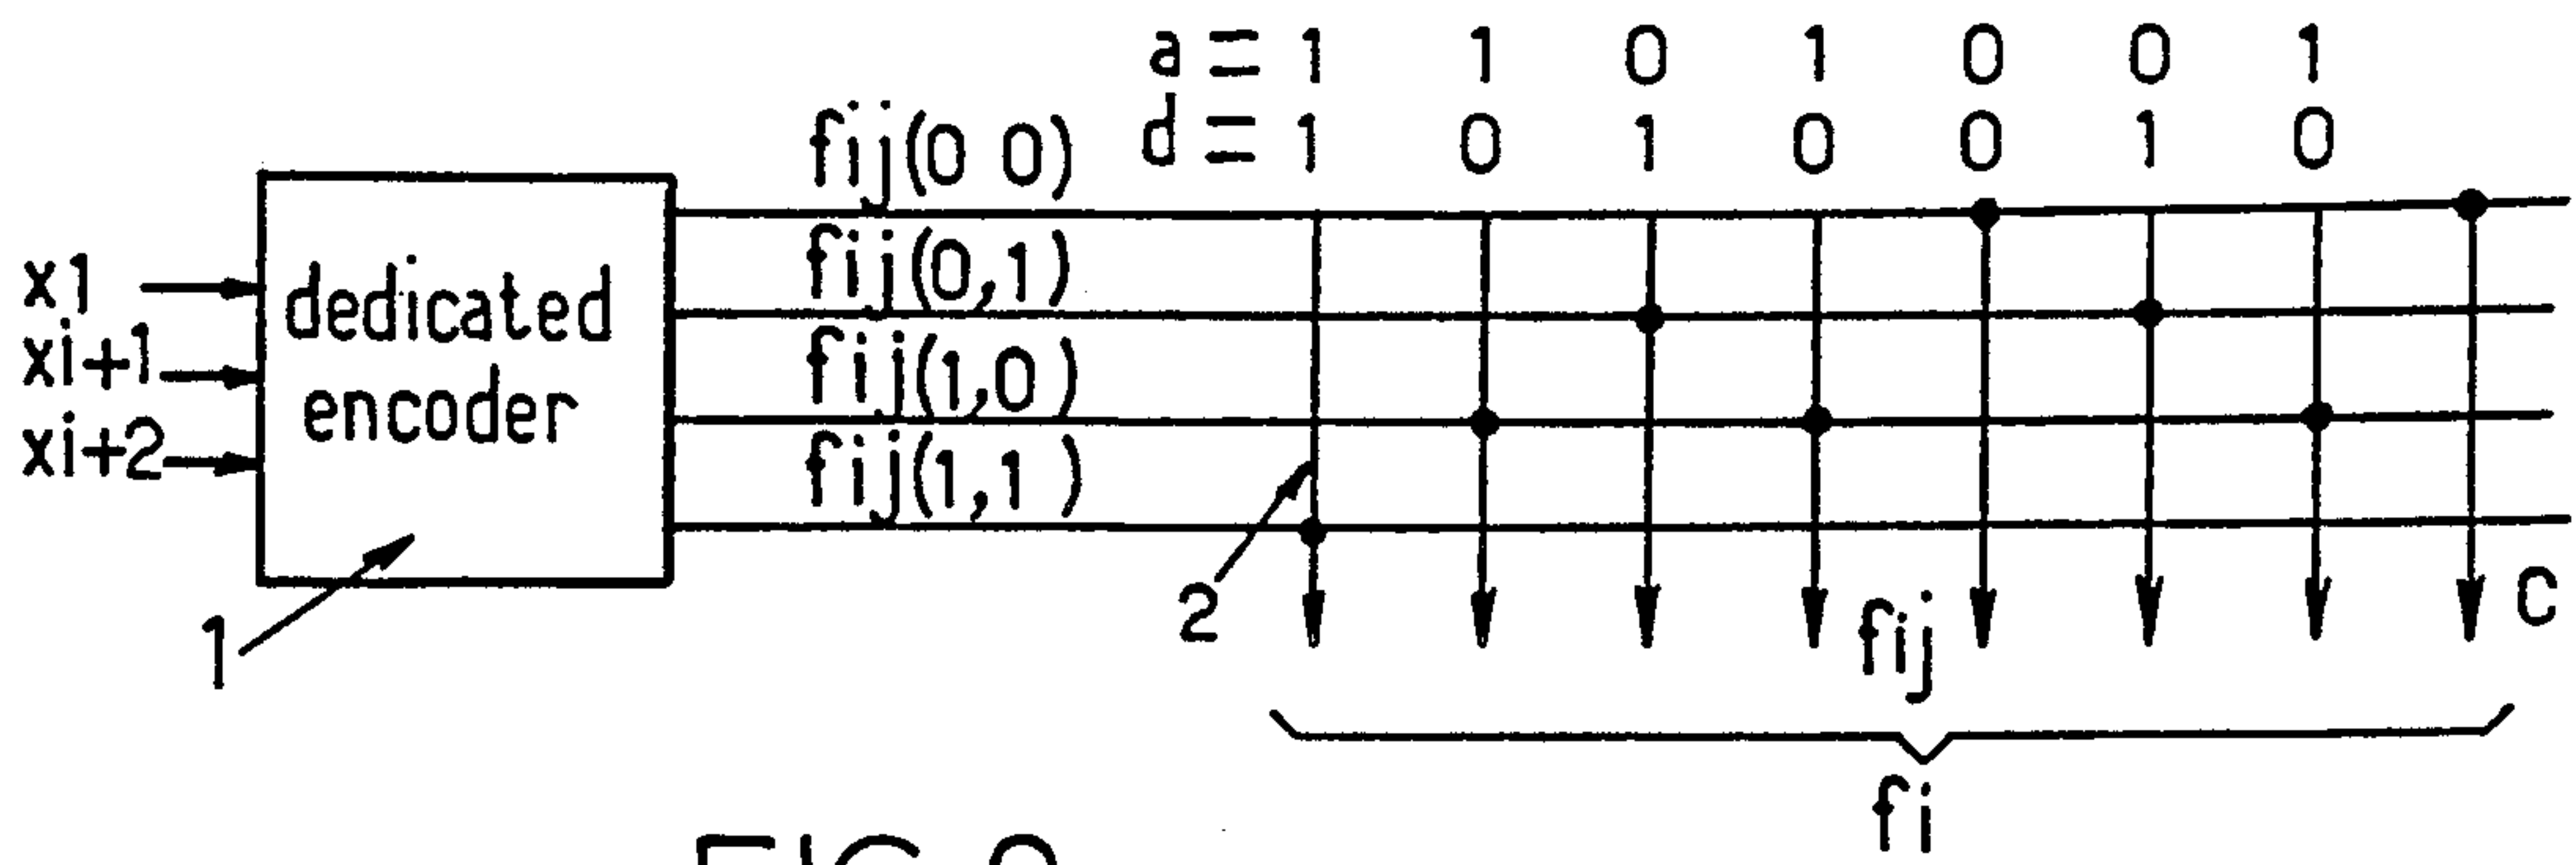 a = 1 1 0 1 0 0 1
d = 1 0 1 0 0 1 0
fij(0 0)
fij(0,1)
fij(1,0)
fij(1,1)
x1
xi+1
xi+2
dedicated
encoder
1
2
fij
C
fi